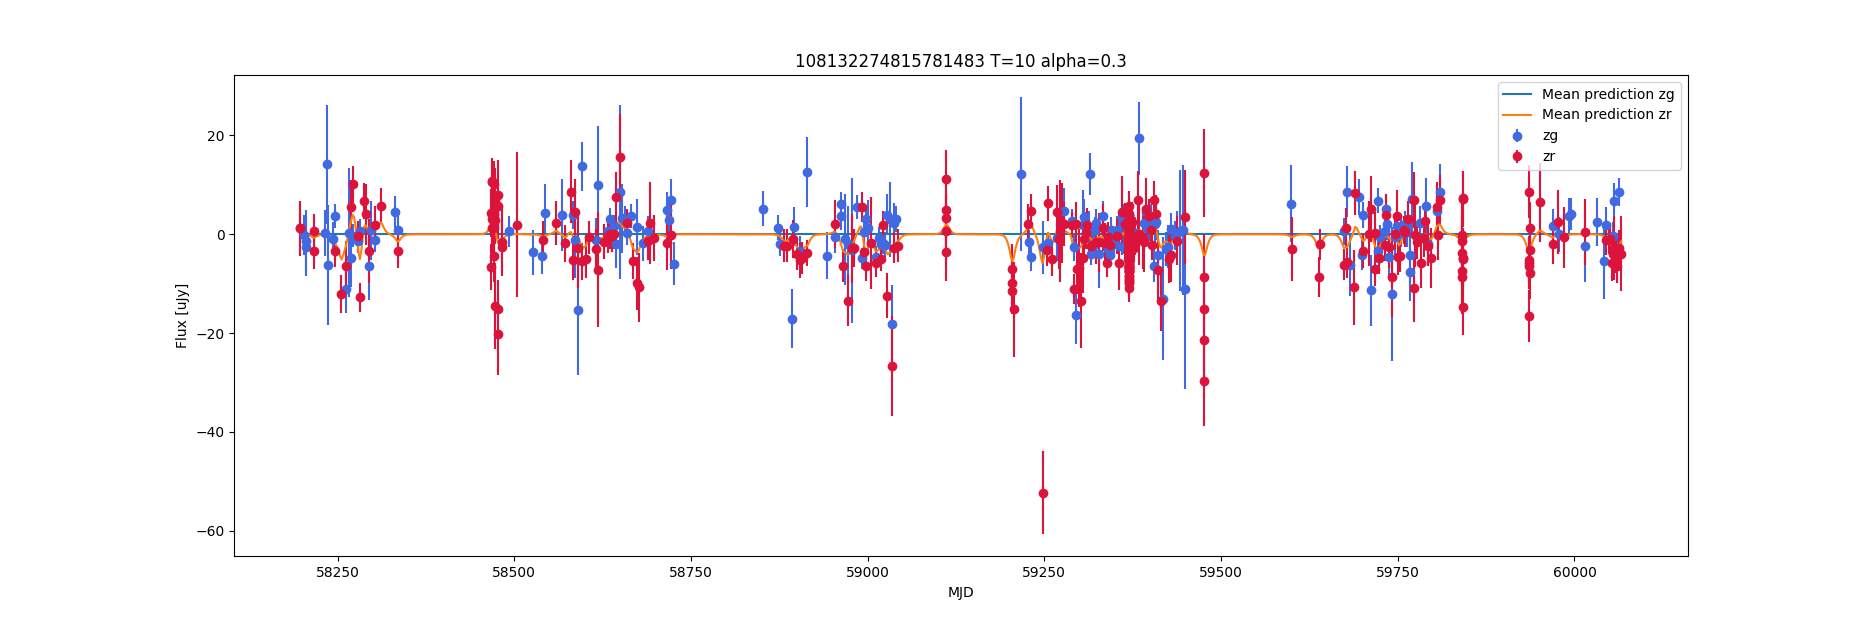 108132274815781483 T=10 alpha=0.3
Mean prediction zg
Mean prediction zr
zg
zr
Flux [uJy]
20
0
−20
−40
−60
58250 58500 58750 59000 59250 59500 59750 60000
MJD